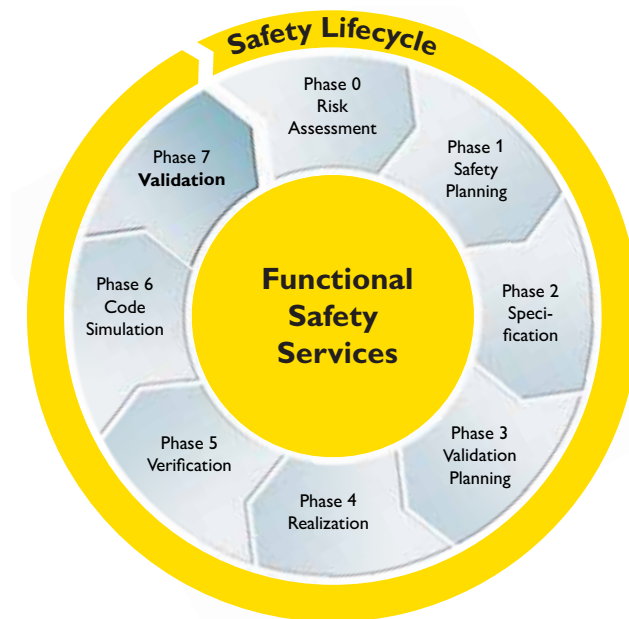 Safety Lifecycle
Phase 0
Risk
Assessment
Phase 1
Safety
Planning
Phase 2
Speci-
fication
Phase 3
Validation
Planning
Phase 4
Realization
Phase 5
Verification
Phase 6
Code
Simulation
Phase 7
Validation
Functional
Safety
Services